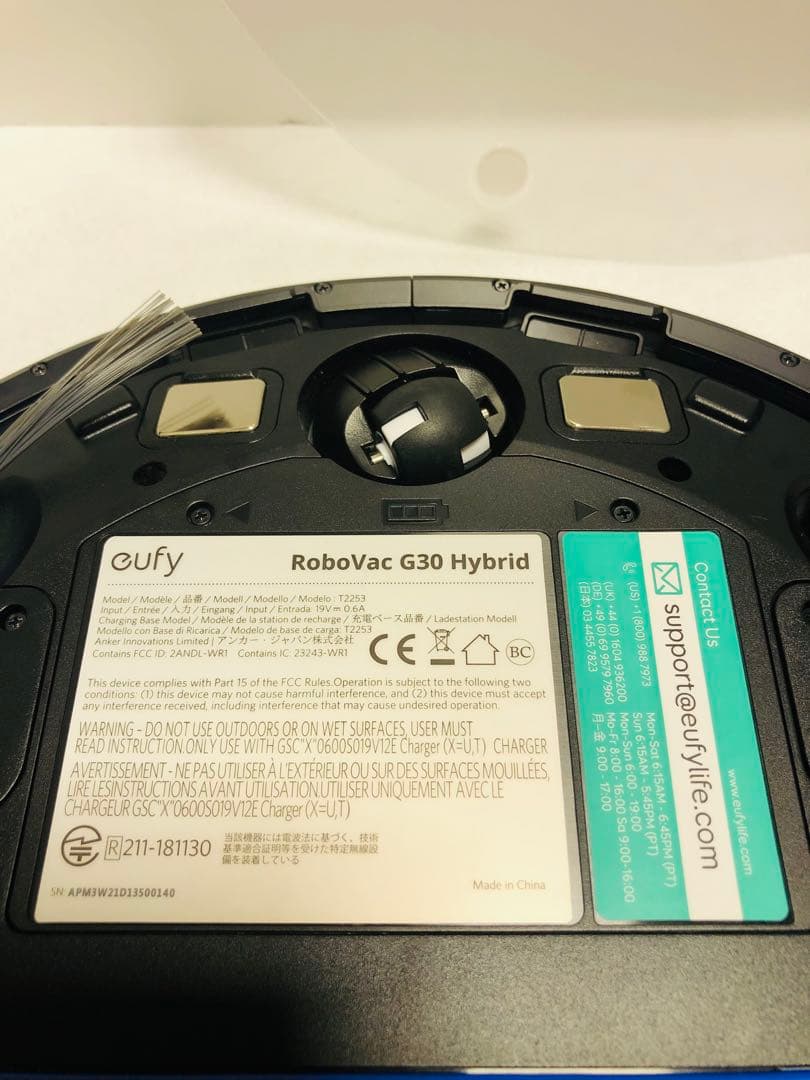 eufy
RoboVac G30 Hybrid
Model / Modèle / 品番 / Modell / Modello / Modelo : T2253
Input / Entrée / 入力 / Eingang / Input / Entrada: 19V⎓ 0.6A
Charging Base Model / Modèle de la station de recharge / 充電ベース品番 / Ladestation Modell
Modello con Base di Ricarica / Modelo de base de carga: T2253
Anker Innovations Limited | アンカー・ジャパン株式会社
Contains FCC ID: 2ANDL-WR1 Contains IC: 23243-WR1
CE
BC
This device complies with Part 15 of the FCC Rules.Operation is subject to the following two
conditions: (1) this device may not cause harmful interference, and (2) this device must accept
any interference received, including interference that may cause undesired operation.
WARNING - DO NOT USE OUTDOORS OR ON WET SURFACES, USER MUST
READ INSTRUCTION.ONLY USE WITH GSC"X"0600S019V12E Charger (X=U,T) CHARGER
AVERTISSEMENT - NE PAS UTILISER À L'EXTÉRIEUR OU SUR DES SURFACES MOUILLÉES,
LIRE LESINSTRUCTIONS AVANT UTILISATION.UTILISER UNIQUEMENT AVEC LE
CHARGEUR GSC"X"0600S019V12E Charger (X=U,T)
R 211-181130
当該機器には電波法に基づく、技術
基準適合証明等を受けた特定無線設
備を装着している
SN: APM3W21D13500140
Made in China
Contact Us
support@eufylife.com
www.eufylife.com
(US) +1 (800) 988 7973 Mon-Sat 6:15AM - 6:45PM (PT)
Sun 6:15AM - 5:45PM (PT)
(UK) +44 (0) 1604 936200 Mon-Sun 6:00 - 19:00
(DE) +49 (0) 69 9579 7960 Mo-Fr 8:00 - 16:00 Sa 9:00-16:00
(日本) 03 4455 7823 月-金 9:00 - 17:00